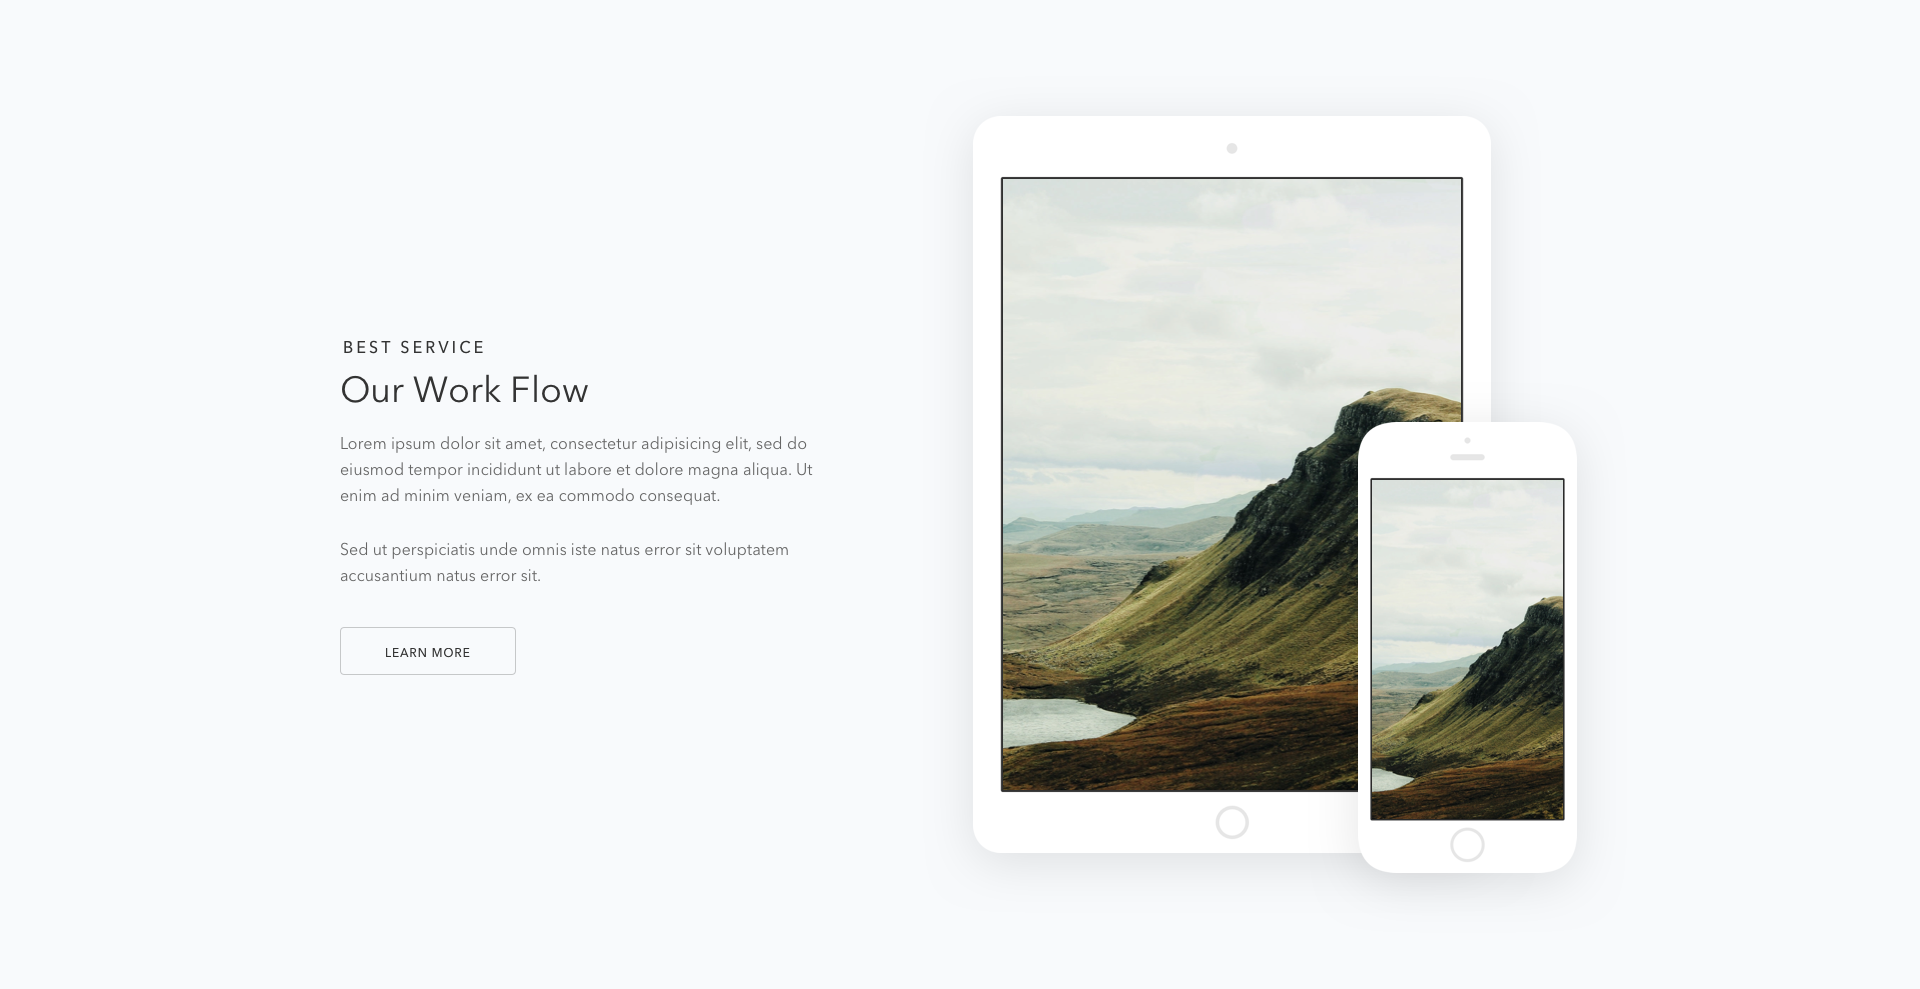 BEST SERVICE
Our Work Flow
Lorem ipsum dolor sit amet, consectetur adipisicing elit, sed do
eiusmod tempor incididunt ut labore et dolore magna aliqua. Ut
enim ad minim veniam, ex ea commodo consequat.
Sed ut perspiciatis unde omnis iste natus error sit voluptatem
accusantium natus error sit.
LEARN MORE